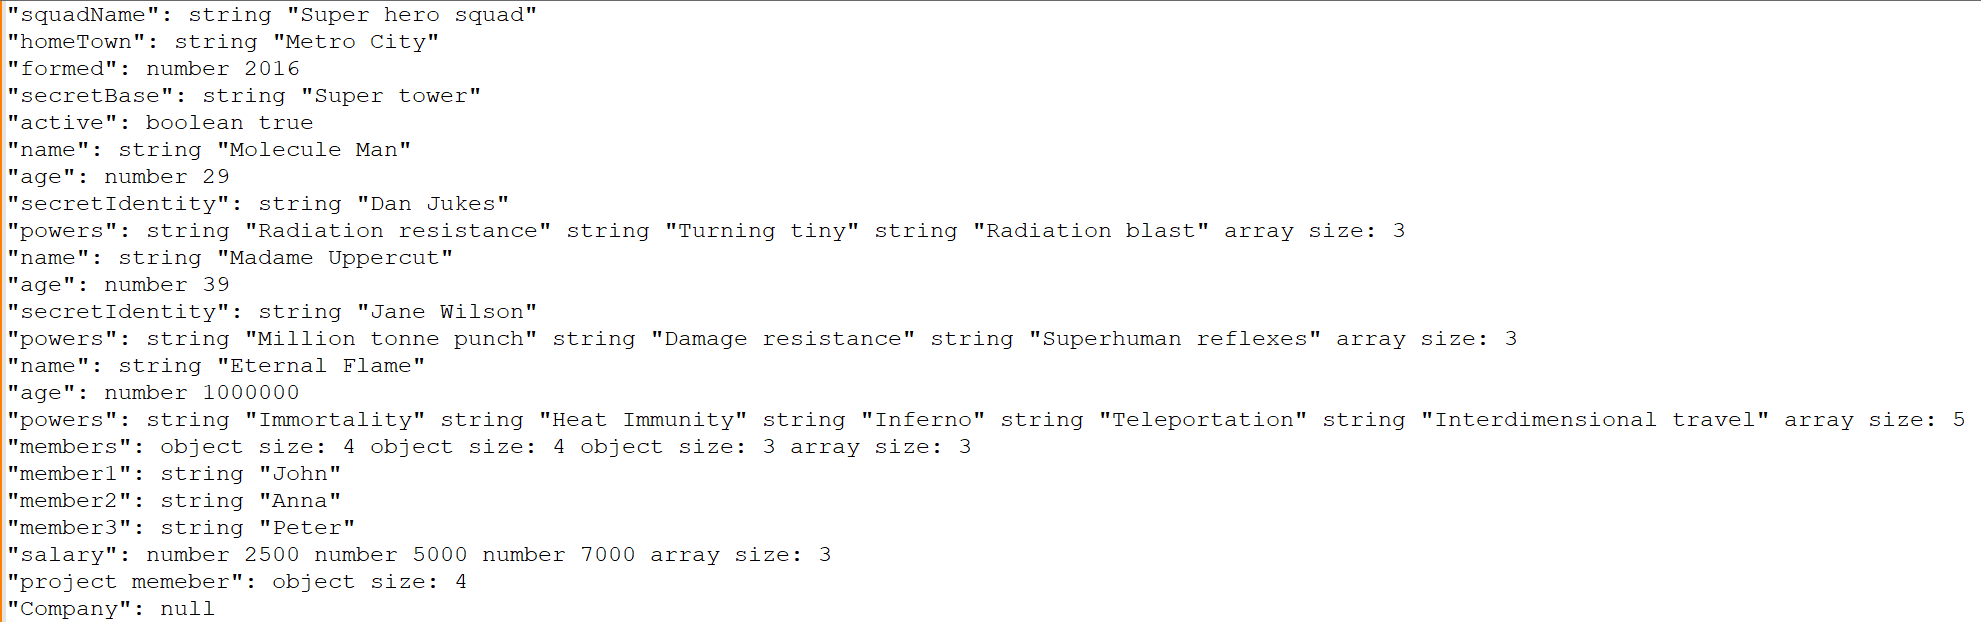 "squadName": string "Super hero squad"
"homeTown": string "Metro City"
"formed": number 2016
"secretBase": string "Super tower"
"active": boolean true
"name": string "Molecule Man"
"age": number 29
"secretIdentity": string "Dan Jukes"
"powers": string "Radiation resistance" string "Turning tiny" string "Radiation blast" array size: 3
"name": string "Madame Uppercut"
"age": number 39
"secretIdentity": string "Jane Wilson"
"powers": string "Million tonne punch" string "Damage resistance" string "Superhuman reflexes" array size: 3
"name": string "Eternal Flame"
"age": number 1000000
"powers": string "Immortality" string "Heat Immunity" string "Inferno" string "Teleportation" string "Interdimensional travel" array size: 5
"members": object size: 4 object size: 4 object size: 3 array size: 3
"member1": string "John"
"member2": string "Anna"
"member3": string "Peter"
"salary": number 2500 number 5000 number 7000 array size: 3
"project memeber": object size: 4
"Company": null